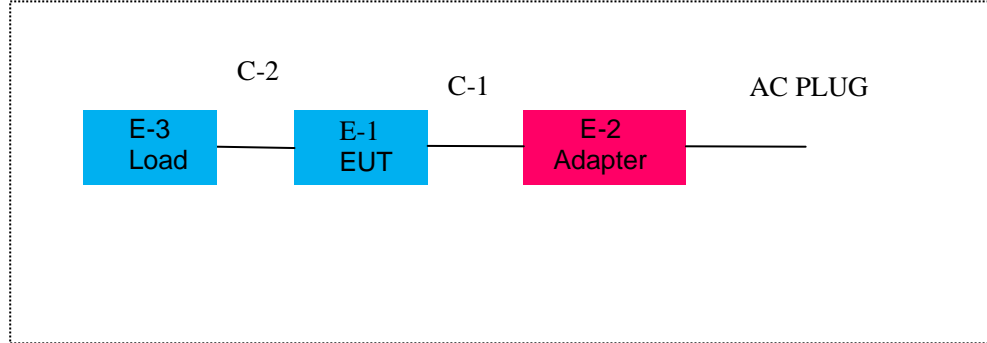 C-2
C-1
AC PLUG
E-3
Load
E-1
EUT
E-2
Adapter